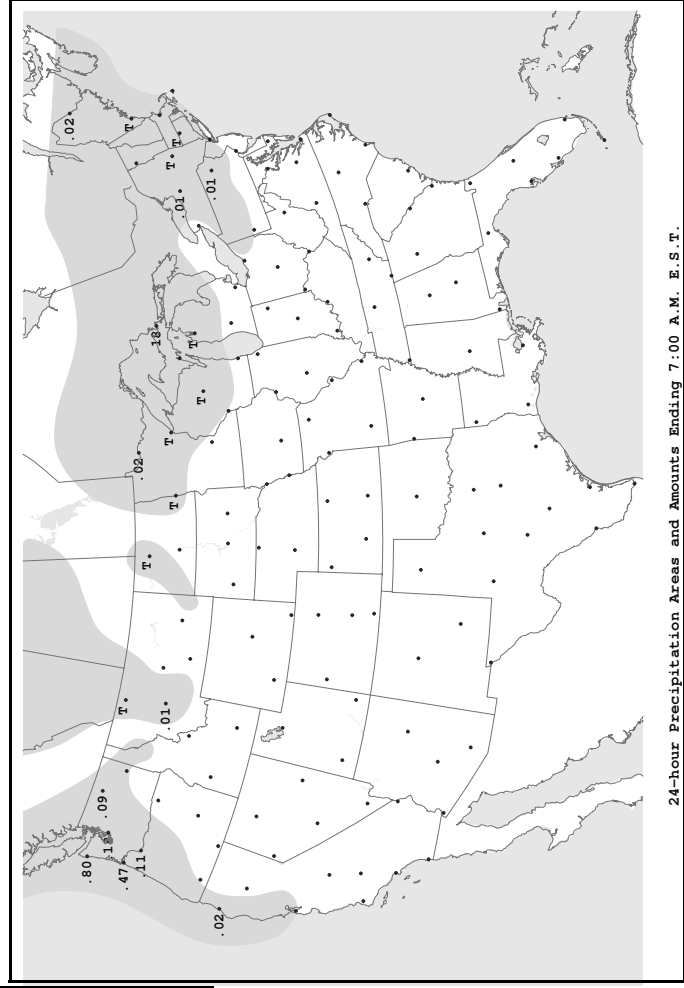 .02
.80
.09
.47
T
T
.02
.11
T
.18
.01
T
T
T
T
.01
T
T
.01
.02
24-hour Precipitation Areas and Amounts Ending 7:00 A.M. E.S.T.